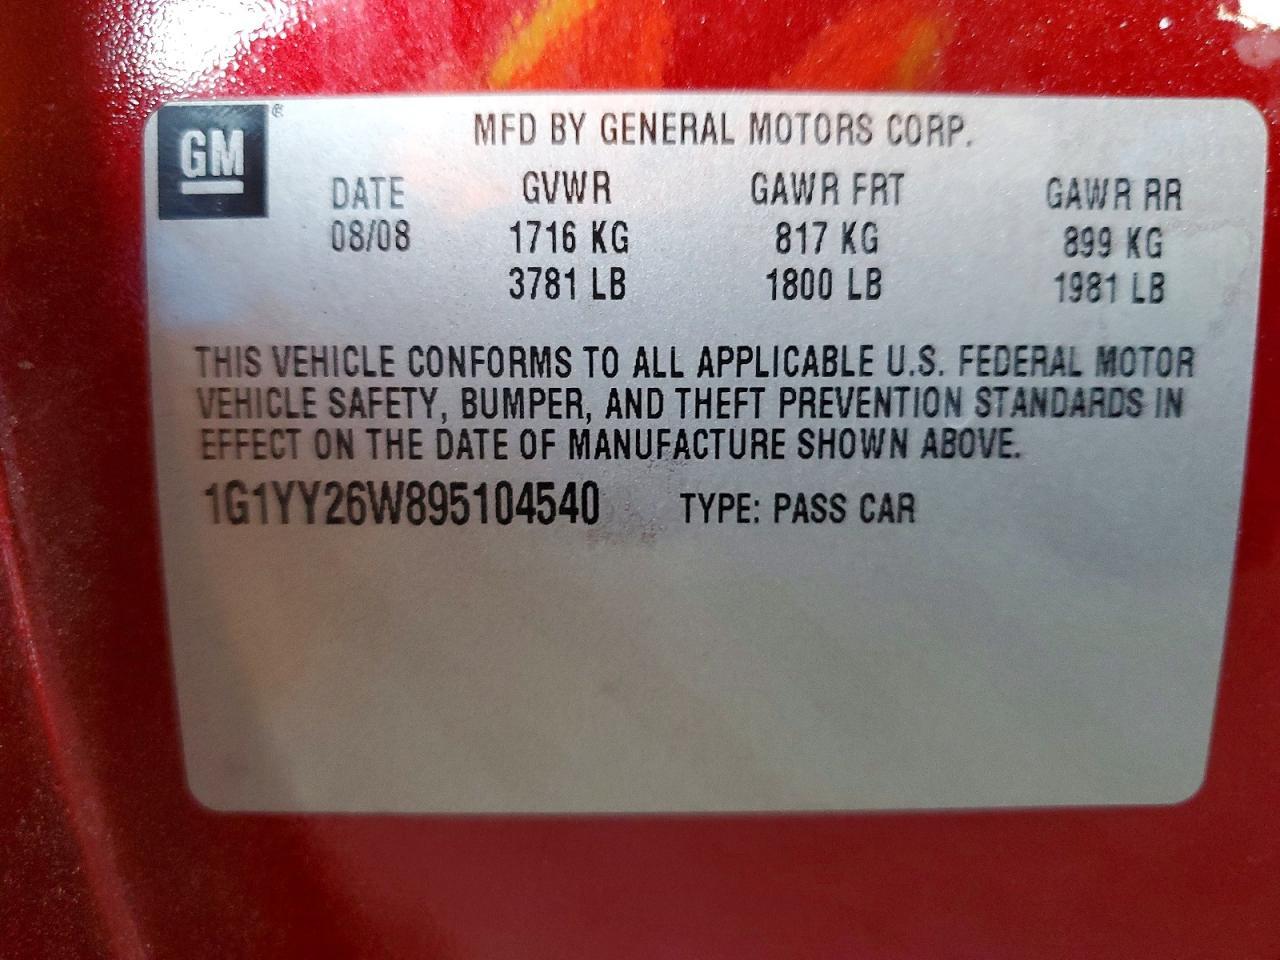 GM ®
MFD BY GENERAL MOTORS CORP.
DATE GVWR GAWR FRT GAWR RR
08/08 1716 KG 817 KG 899 KG
3781 LB 1800 LB 1981 LB
THIS VEHICLE CONFORMS TO ALL APPLICABLE U.S. FEDERAL MOTOR
VEHICLE SAFETY, BUMPER, AND THEFT PREVENTION STANDARDS IN
EFFECT ON THE DATE OF MANUFACTURE SHOWN ABOVE.
1G1YY26W895104540 TYPE: PASS CAR